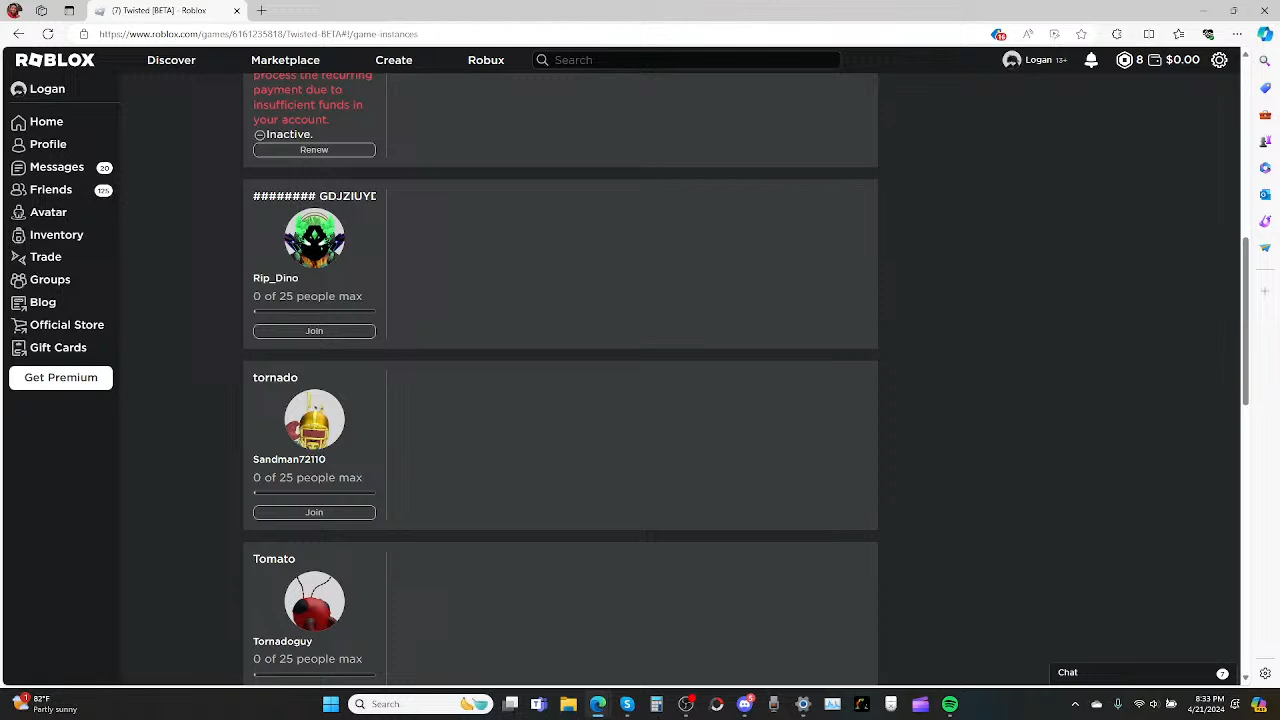 (7) Twisted [BETA] - Roblox
https://www.roblox.com/games/6161235818/Twisted-BETA#!/game-instances
16
ROBLOX
Discover
Marketplace
Create
Robux
Search
Logan 13+
8
$0.00
Logan
Home
Profile
Messages 20
Friends 125
Avatar
Inventory
Trade
Groups
Blog
Official Store
Gift Cards
Get Premium
process the recurring
payment due to
insufficient funds in
your account.
Inactive.
Renew
######## GDJZIUYD
Rip_Dino
0 of 25 people max
Join
tornado
Sandman72110
0 of 25 people max
Join
Tomato
Tornadoguy
0 of 25 people max
Chat 7
1
82°F
Partly sunny
Search
8:33 PM
4/21/2024